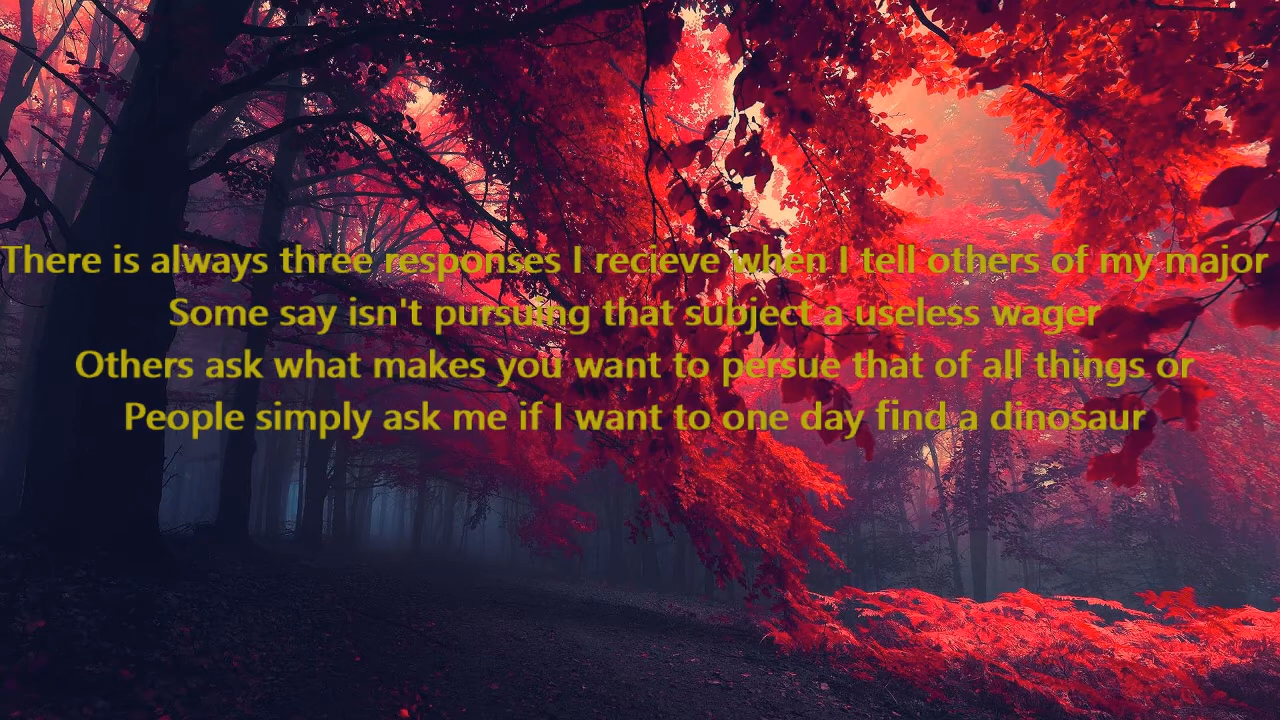 There is always three responses I recieve when I tell others of my major
Some say isn't pursuing that subject a useless wager
Others ask what makes you want to persue that of all things or
People simply ask me if I want to one day find a dinosaur